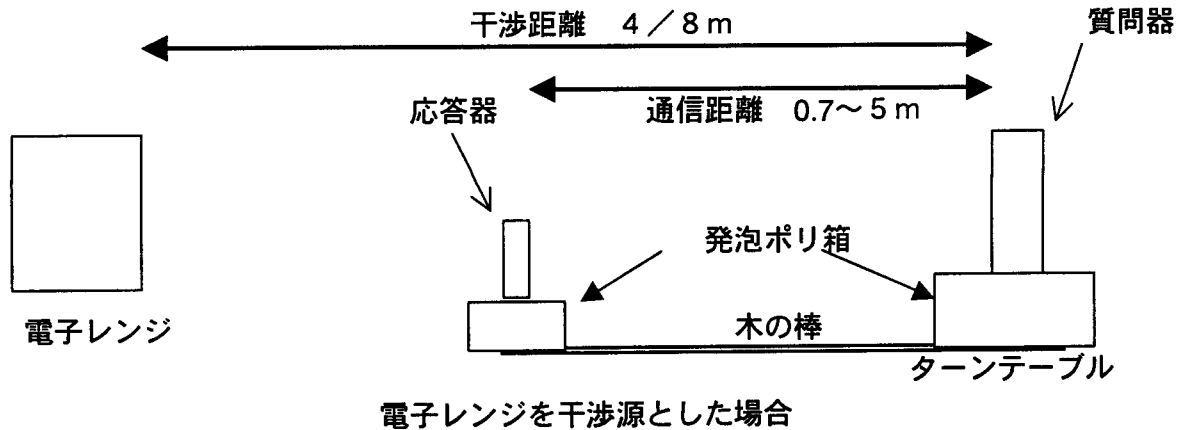 干渉距離 4/8m
質問器
通信距離 0.7～5m
応答器
発泡ポリ箱
電子レンジ
木の棒
ターンテーブル
電子レンジを干渉源とした場合